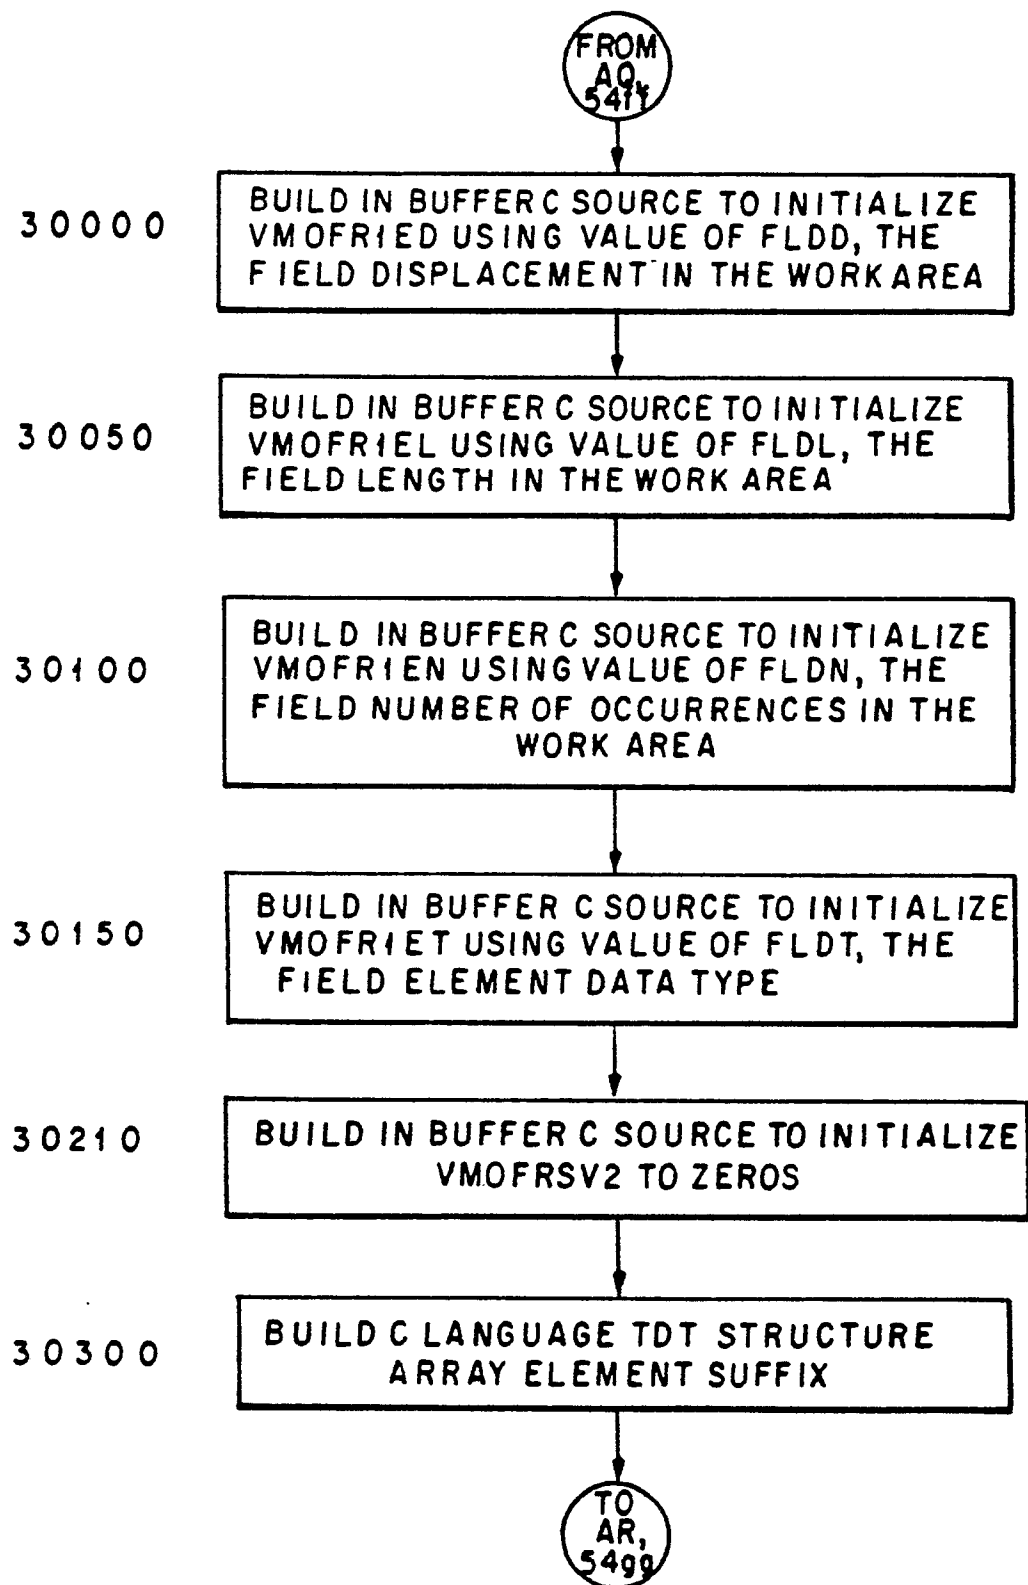 FROM
AQ,
54ff
30000
BUILD IN BUFFER C SOURCE TO INITIALIZE
VMOFR1ED USING VALUE OF FLDD, THE
FIELD DISPLACEMENT IN THE WORK AREA
30050
BUILD IN BUFFER C SOURCE TO INITIALIZE
VMOFR1EL USING VALUE OF FLDL, THE
FIELD LENGTH IN THE WORK AREA
30100
BUILD IN BUFFER C SOURCE TO INITIALIZE
VMOFR1EN USING VALUE OF FLDN, THE
FIELD NUMBER OF OCCURRENCES IN THE
WORK AREA
30150
BUILD IN BUFFER C SOURCE TO INITIALIZE
VMOFR1ET USING VALUE OF FLDT, THE
FIELD ELEMENT DATA TYPE
30210
BUILD IN BUFFER C SOURCE TO INITIALIZE
VMOFRSV2 TO ZEROS
30300
BUILD C LANGUAGE TDT STRUCTURE
ARRAY ELEMENT SUFFIX
TO
AR,
54gg